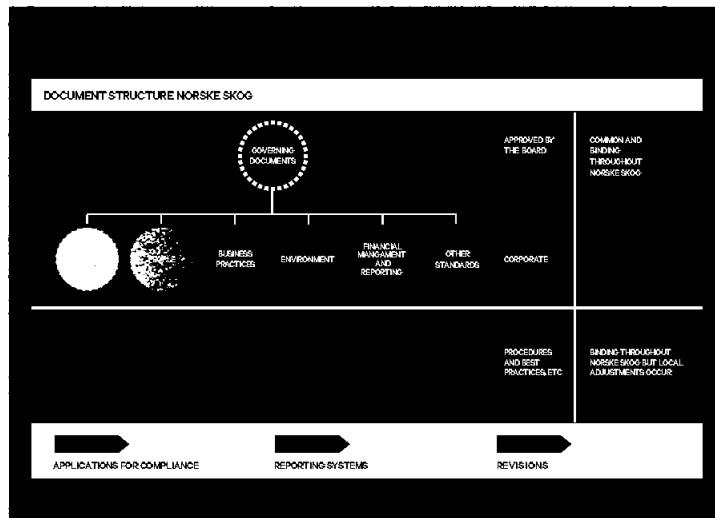 DOCUMENT STRUCTURE NORSKE SKOG
GOVERNING
DOCUMENTS
APPROVED BY
THE BOARD
COMMON AND
BINDING
THROUGHOUT
NORSKE SKOG
BUSINESS
PRACTICES
ENVIRONMENT
FINANCIAL
MANGAMENT
AND
REPORTING
OTHER
STANDARDS
CORPORATE
PROCEDURES
AND BEST
PRACTICES, ETC
BINDING THROUGHOUT
NORSKE SKOG BUT LOCAL
ADJUSTMENTS OCCUR
APPLICATIONS FOR COMPLIANCE
REPORTING SYSTEMS
REVISIONS